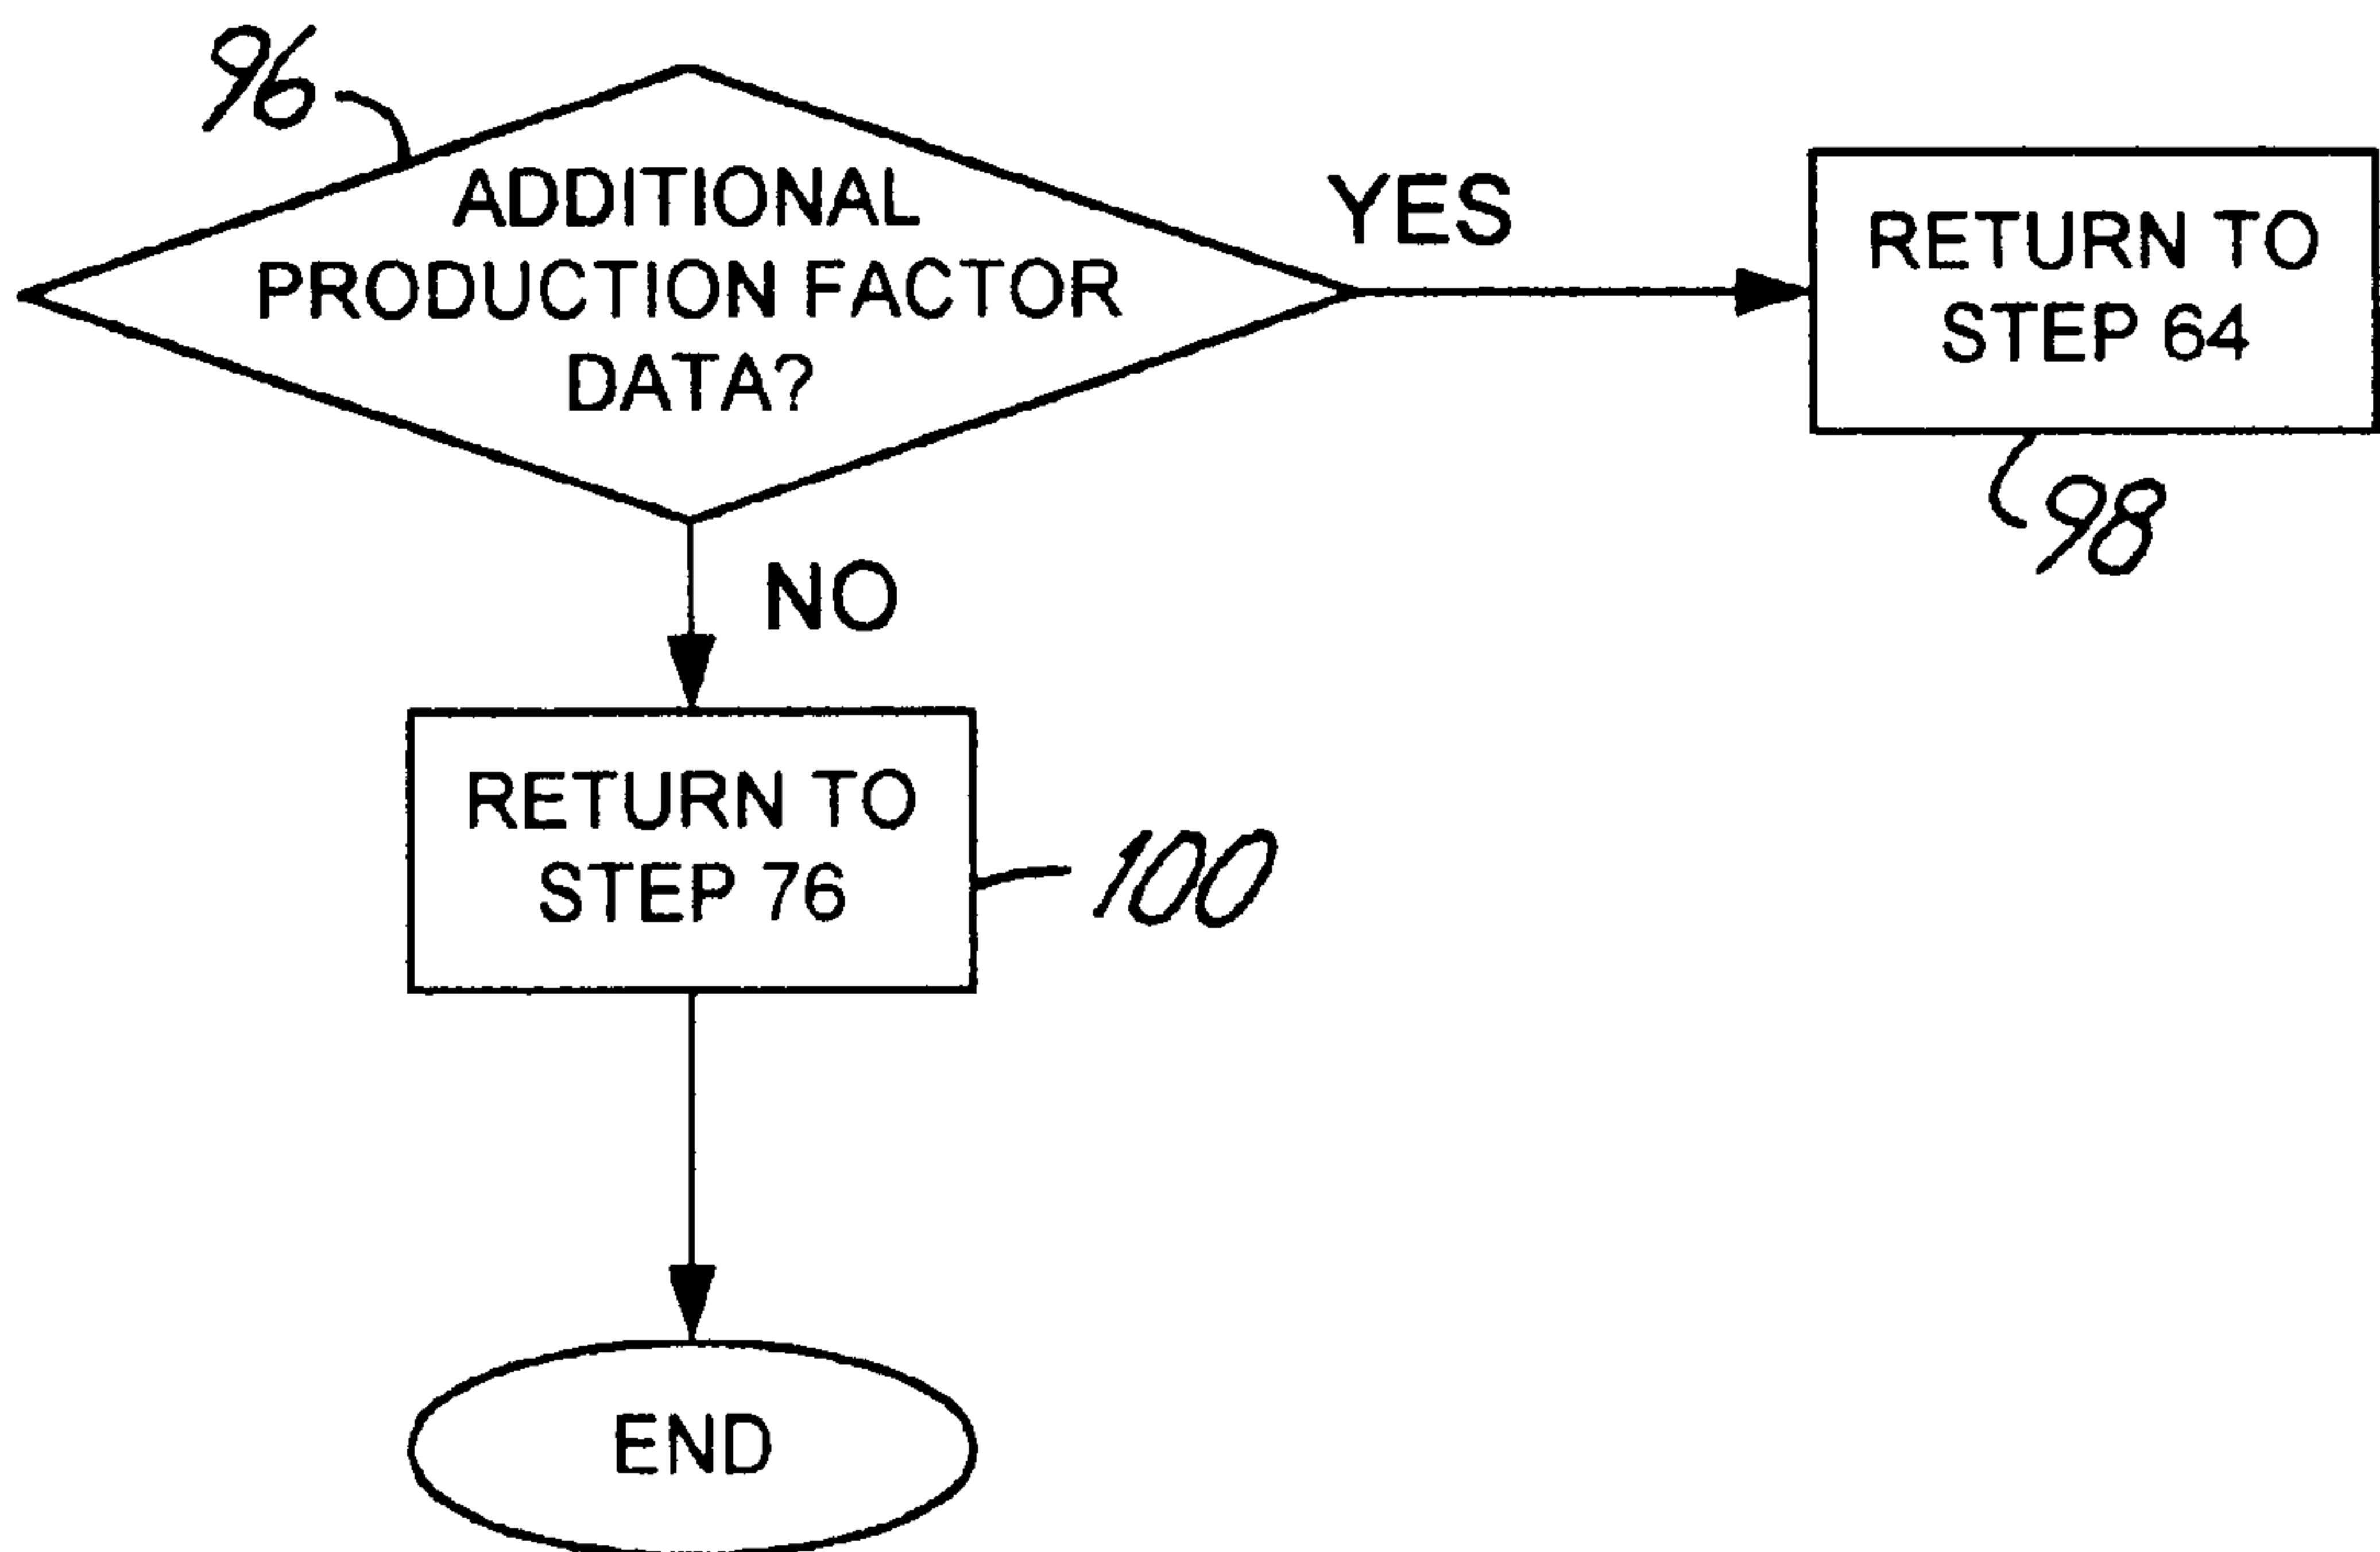 96
ADDITIONAL
PRODUCTION FACTOR
DATA?
YES
RETURN TO
STEP 64
98
NO
RETURN TO
STEP 76
100
END